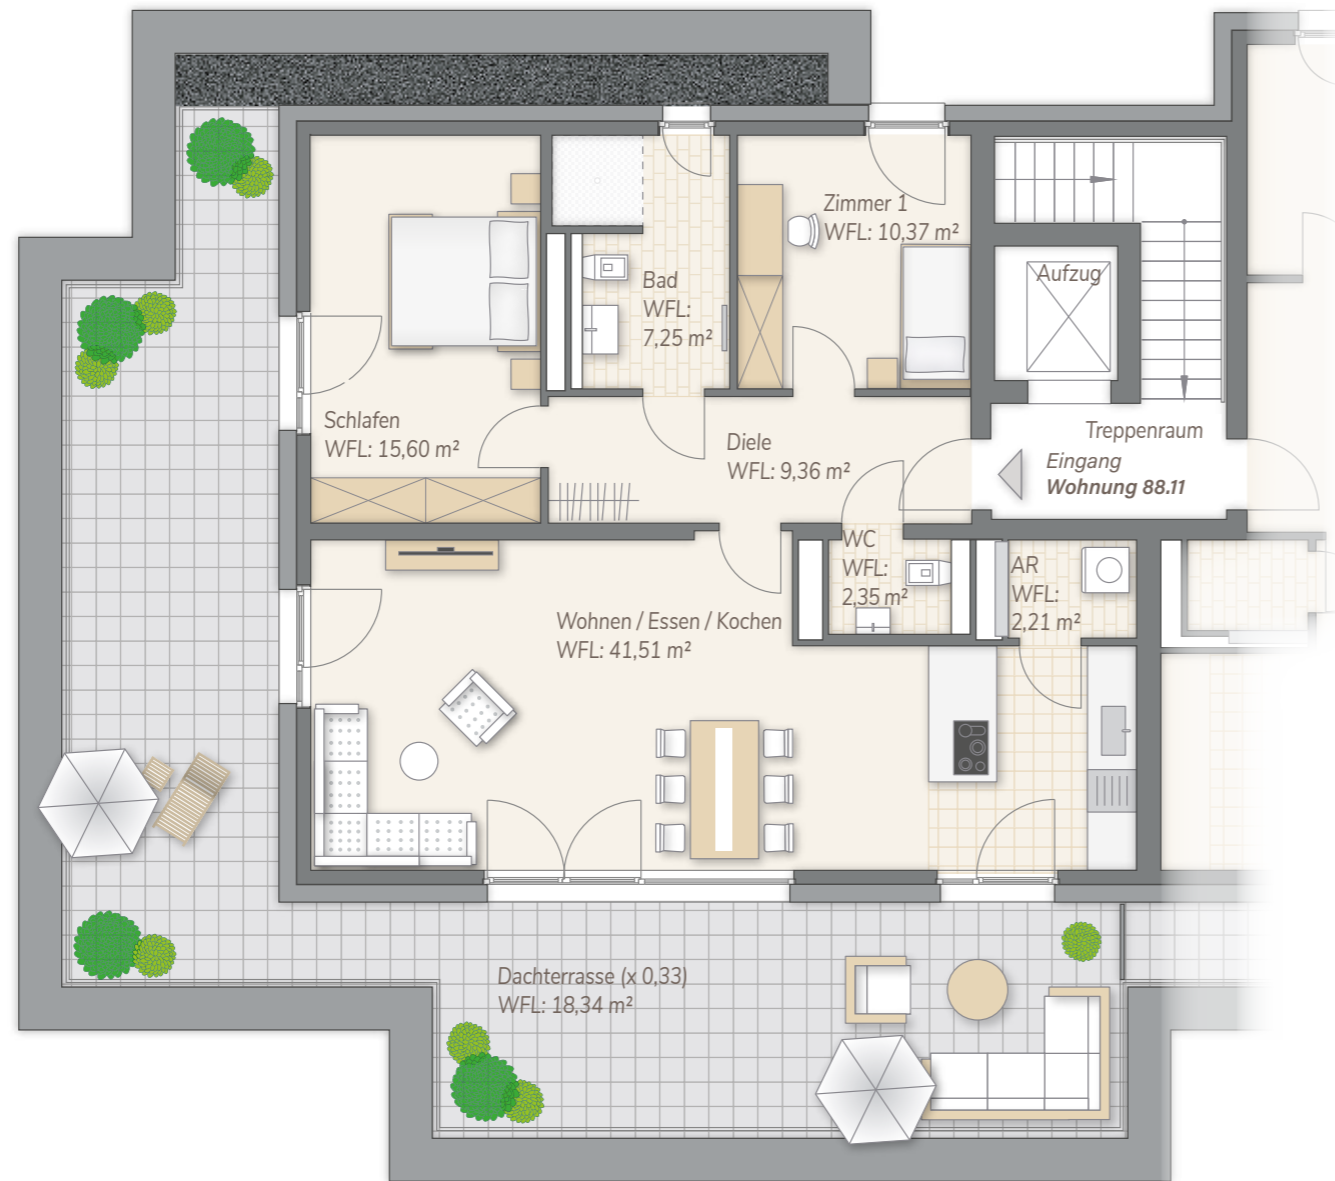 Zimmer 1
WFL: 10,37 m²
Aufzug
Bad
WFL:
7,25 m²
Schlafen
WFL: 15,60 m²
Diele
WFL: 9,36 m²
Treppenraum
Eingang
Wohnung 88.11
WC
WFL:
2,35 m²
AR
WFL:
2,21 m²
Wohnen / Essen / Kochen
WFL: 41,51 m²
Dachterrasse (x 0,33)
WFL: 18,34 m²